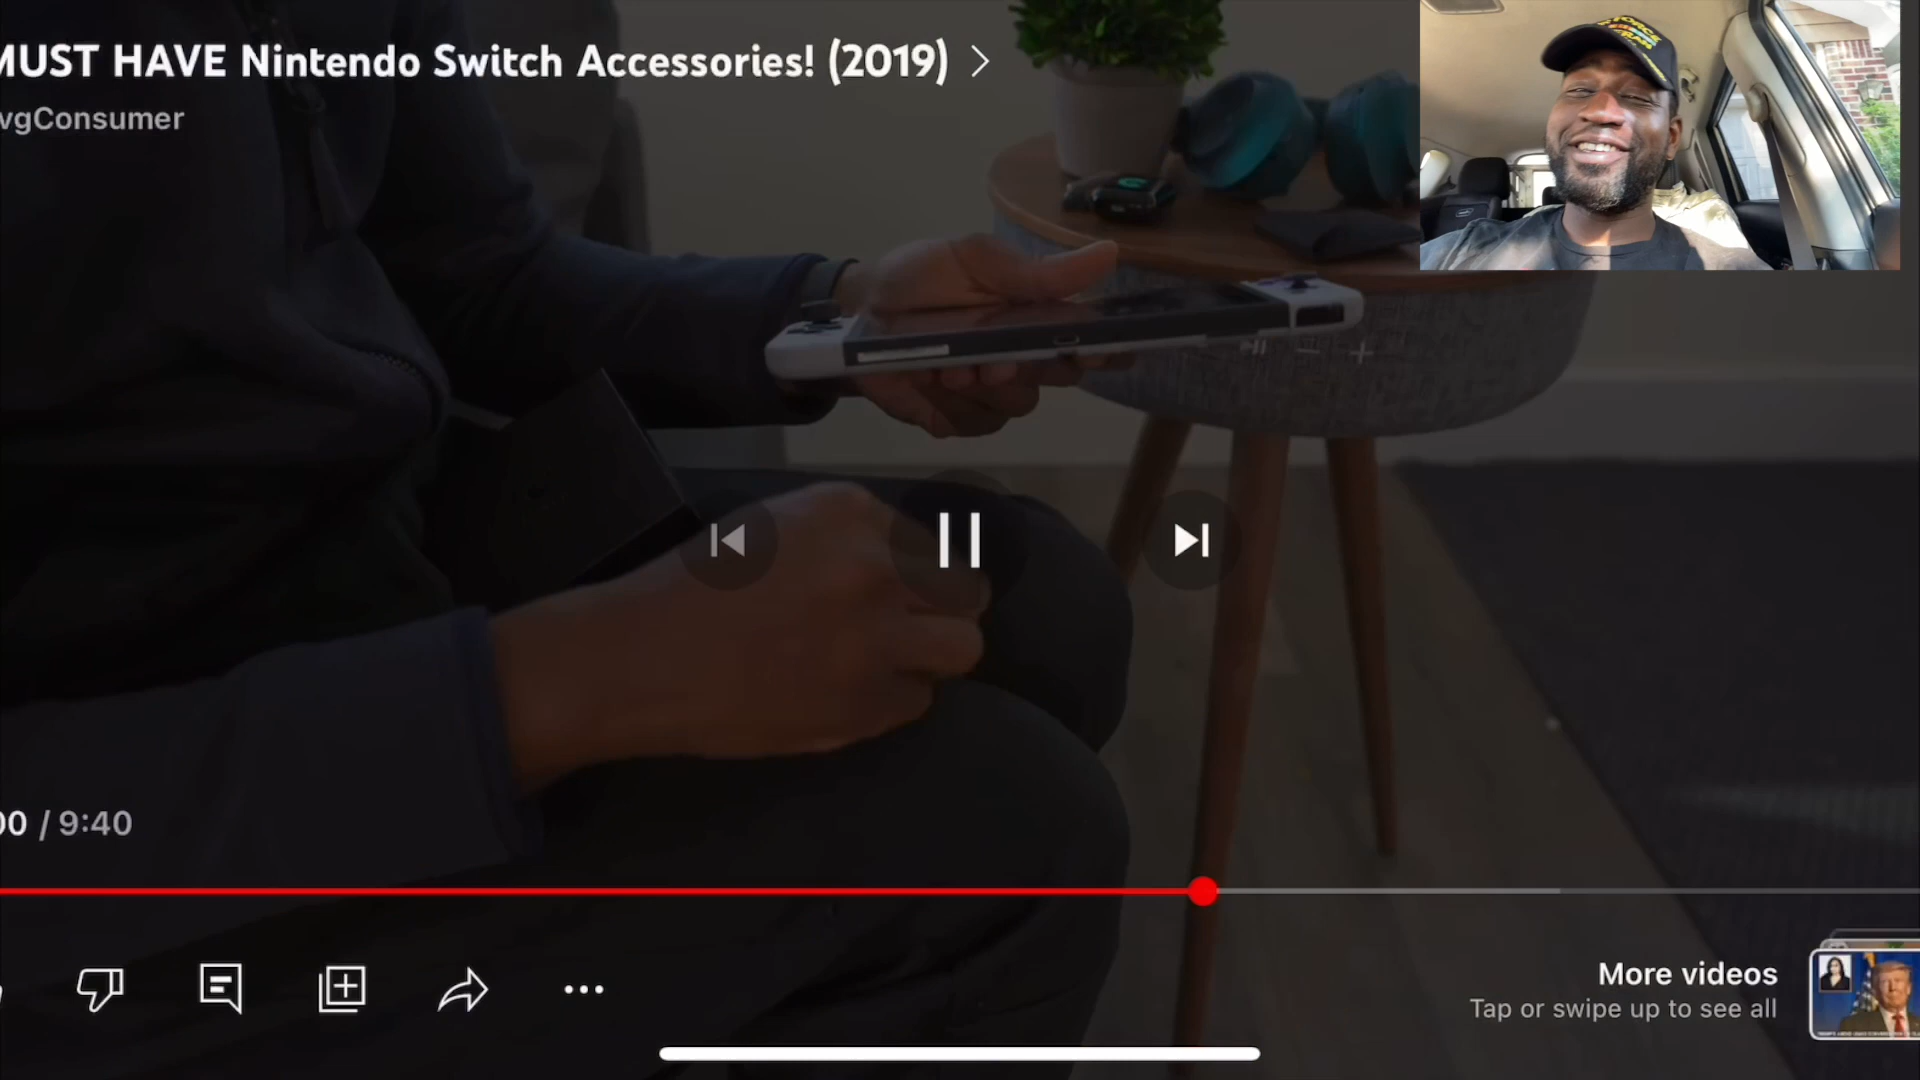 MUST HAVE Nintendo Switch Accessories! (2019)
vgConsumer
00 / 9:40
More videos
Tap or swipe up to see all